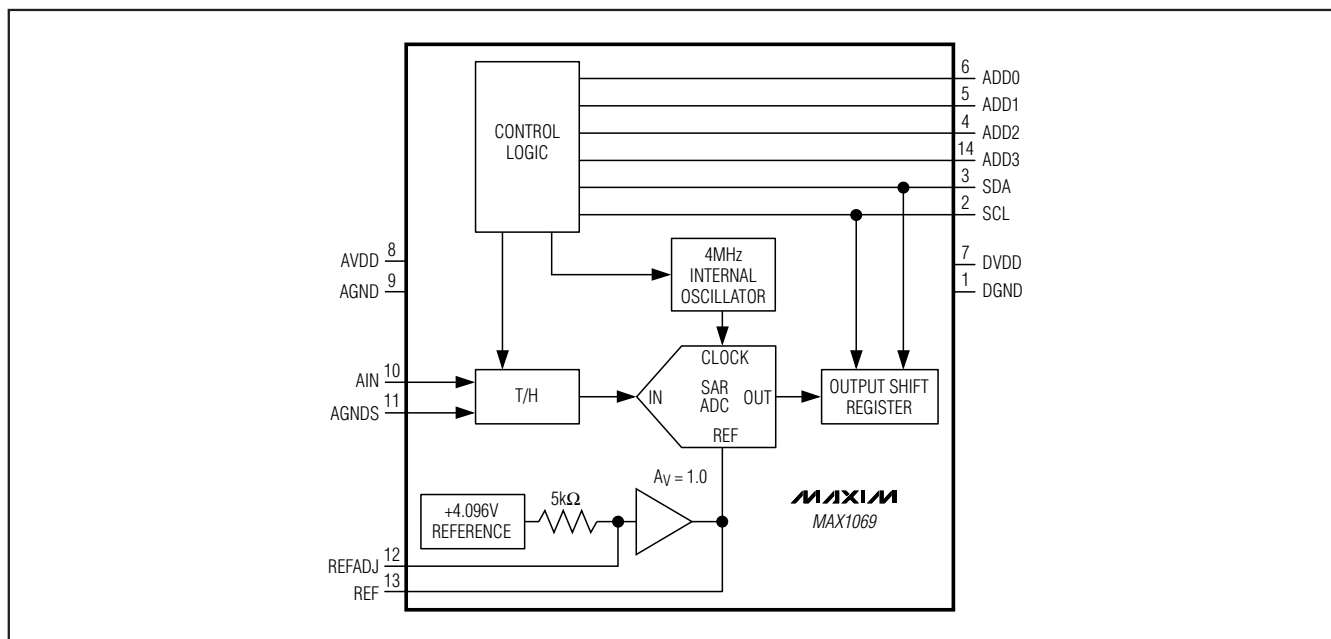 CONTROL
LOGIC
6
ADD0
5
ADD1
4
ADD2
14
ADD3
3
SDA
2
SCL
7
DVDD
1
DGND
AVDD
8
AGND
9
4MHz
INTERNAL
OSCILLATOR
AIN
10
AGNDS
11
T/H
CLOCK
IN
SAR
ADC
OUT
REF
OUTPUT SHIFT
REGISTER
AV = 1.0
+4.096V
REFERENCE
5kΩ
MAXIM
MAX1069
REFADJ
12
REF
13